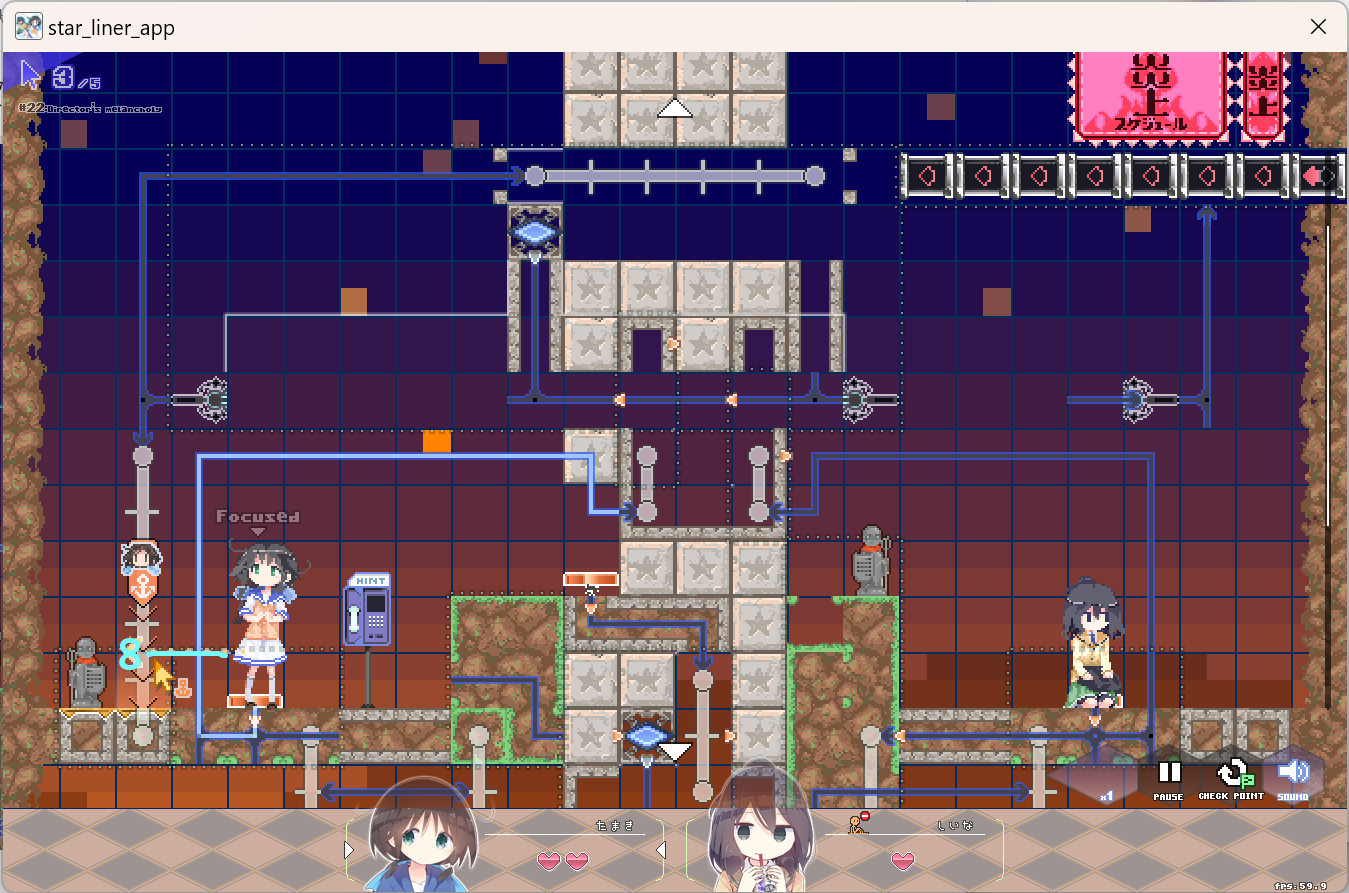 star_liner_app
3/5
#22:Director's melancholy
炎上
炎上
スケジュール
Focused
HINT
8
x1
PAUSE
CHECK POINT
SOUND
たまき
しいな
fps:59.9